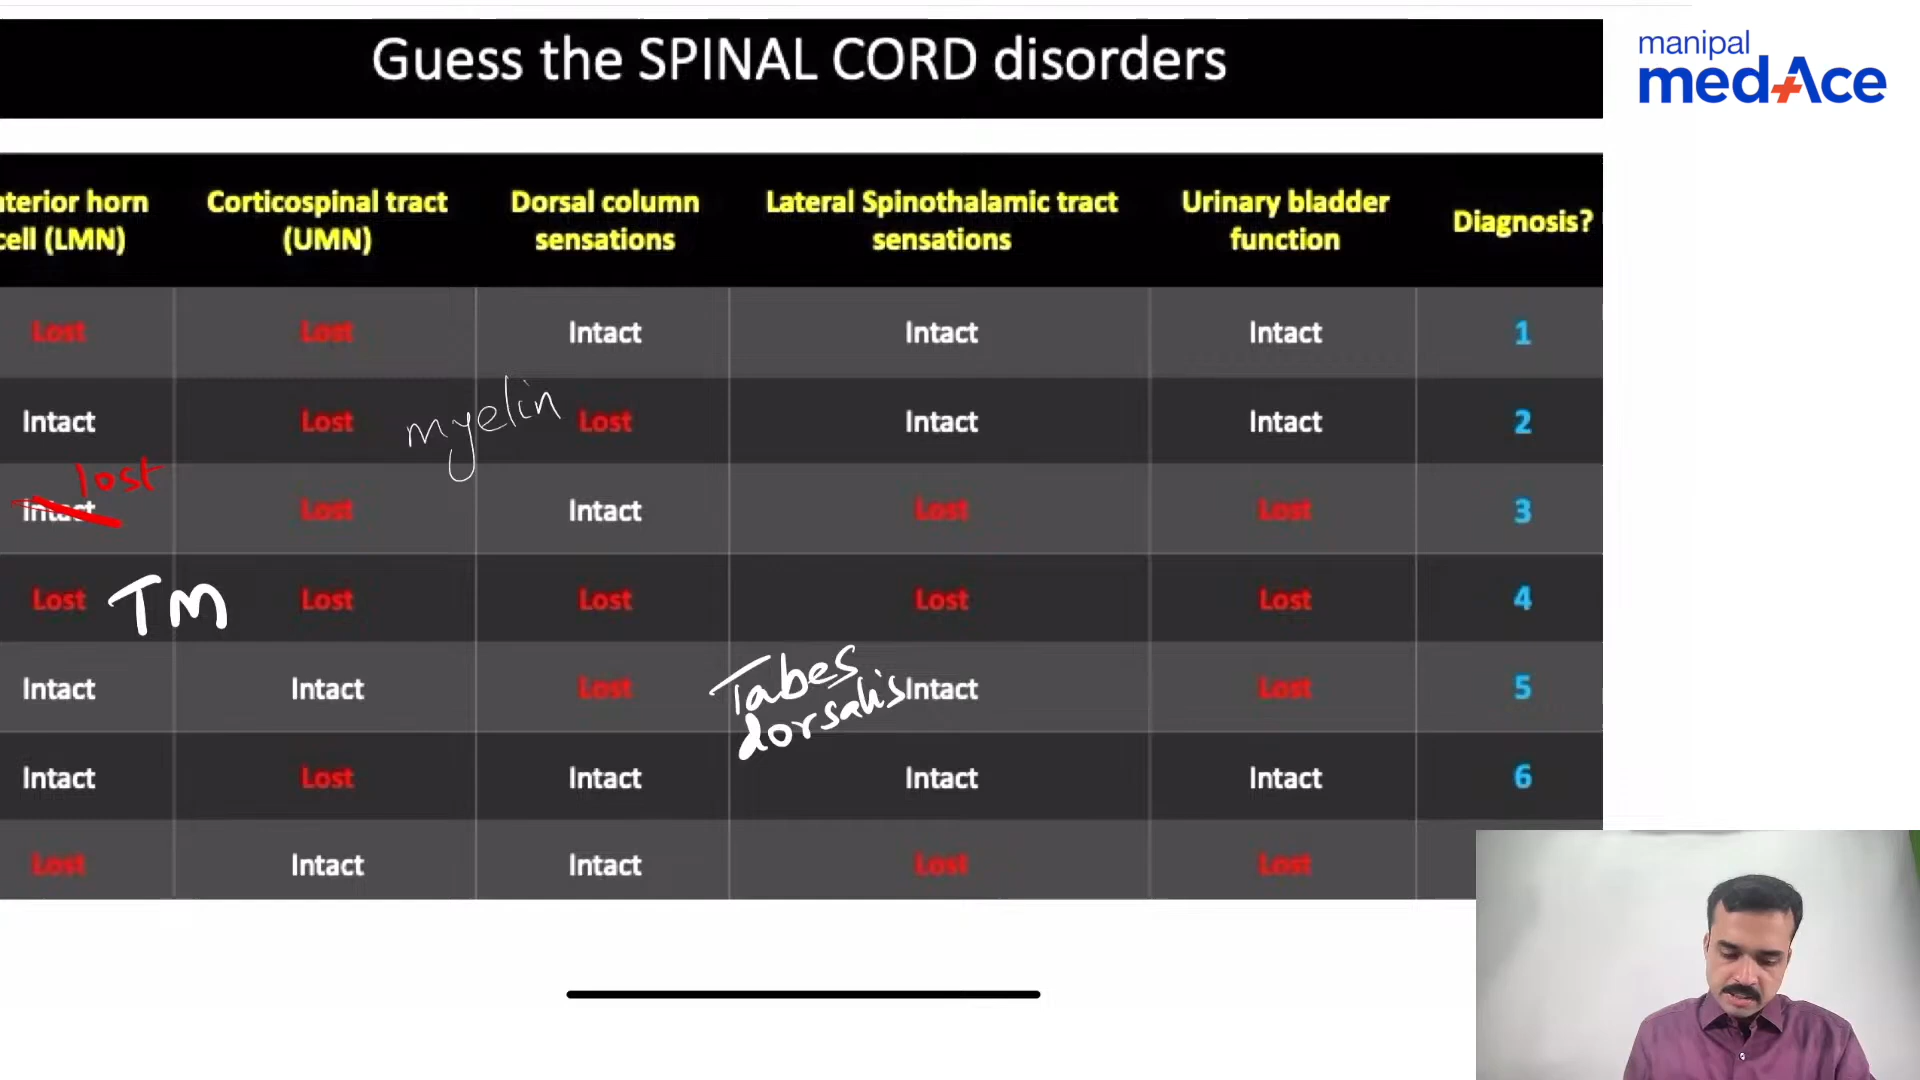 Guess the SPINAL CORD disorders
manipal
medAce
nterior horn
cell (LMN)
Corticospinal tract
(UMN)
Dorsal column
sensations
Lateral Spinothalamic tract
sensations
Urinary bladder
function
Diagnosis?
Lost Lost Intact Intact Intact 1
Intact Lost myelin Lost Intact Intact 2
lost
Intact Lost Intact Lost Lost 3
Lost TM Lost Lost Lost Lost 4
Intact Intact Lost Tabes dorsalis Intact Lost 5
Intact Lost Intact Intact Intact 6
Lost Intact Intact Lost Lost